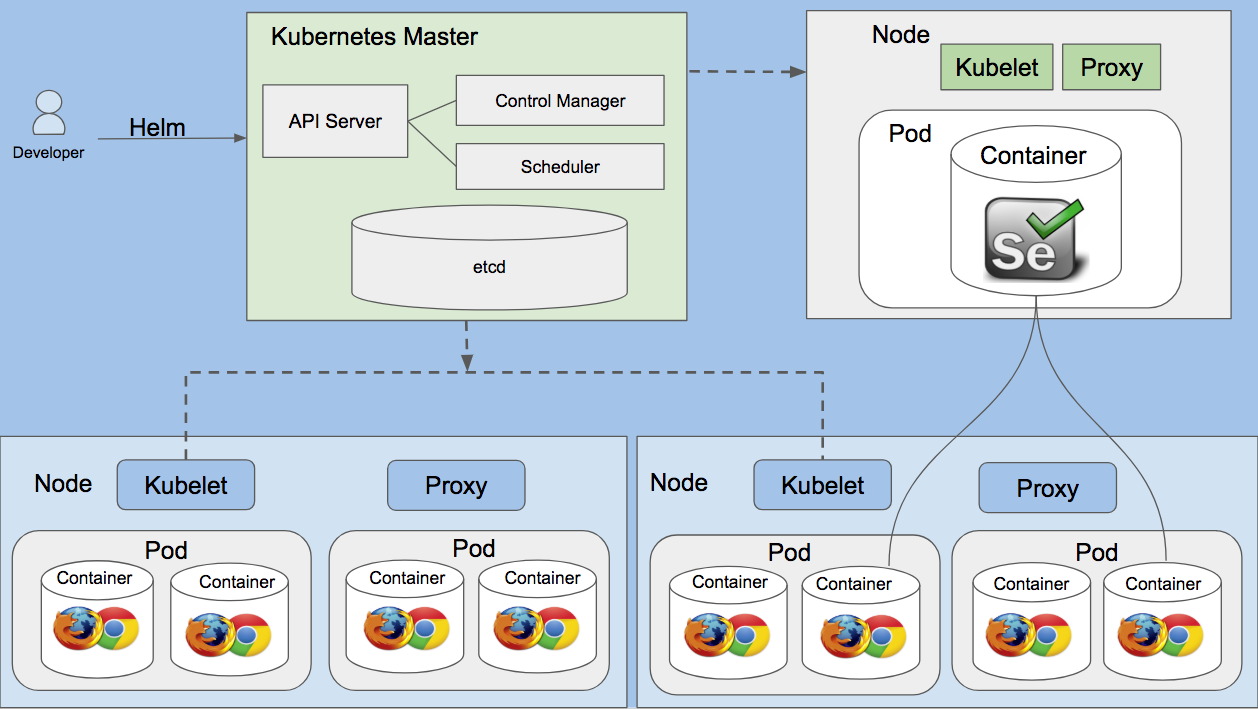 Kubernetes Master
API Server
Control Manager
Scheduler
etcd
Developer
Helm
Node
Kubelet
Proxy
Pod
Container
Se
Node
Kubelet
Proxy
Pod
Container
Container
Pod
Container
Container
Node
Kubelet
Proxy
Pod
Container
Container
Pod
Container
Container